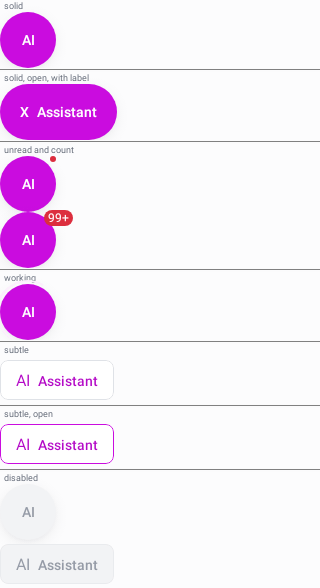 solid
AI
solid, open, with label
X Assistant
unread and count
AI
99+
AI
working
AI
subtle
AI Assistant
subtle, open
AI Assistant
disabled
AI
AI Assistant